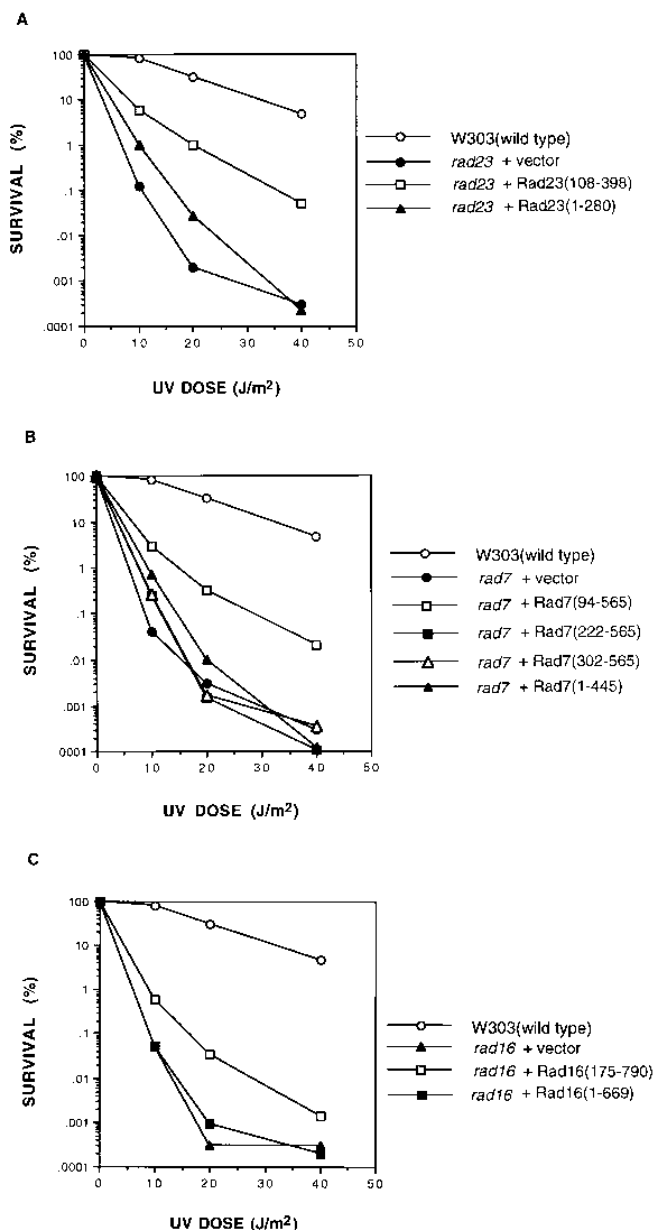 A
SURVIVAL (%)
100
10
1
.1
.01
.001
.0001
0 10 20 30 40 50
UV DOSE (J/m²)
W303(wild type)
rad23 + vector
rad23 + Rad23(108-398)
rad23 + Rad23(1-280)
B
SURVIVAL (%)
100
10
1
.1
.01
.001
.0001
0 10 20 30 40 50
UV DOSE (J/m²)
W303(wild type)
rad7 + vector
rad7 + Rad7(94-565)
rad7 + Rad7(222-565)
rad7 + Rad7(302-565)
rad7 + Rad7(1-445)
C
SURVIVAL (%)
100
10
1
.1
.01
.001
.0001
0 10 20 30 40 50
UV DOSE (J/m²)
W303(wild type)
rad16 + vector
rad16 + Rad16(175-790)
rad16 + Rad16(1-669)